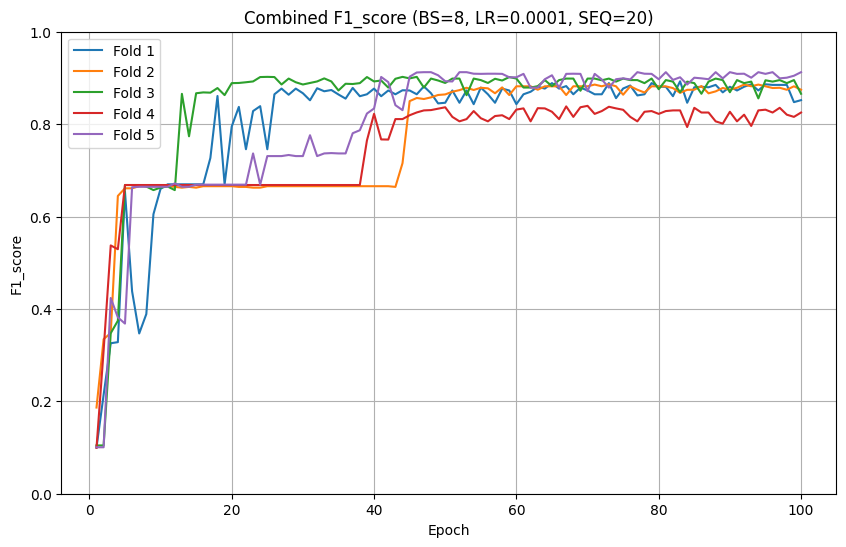 Combined F1_score (BS=8, LR=0.0001, SEQ=20)
Fold 1
Fold 2
Fold 3
Fold 4
Fold 5
1.0
0.8
0.6
0.4
0.2
0.0
F1_score
0 20 40 60 80 100
Epoch